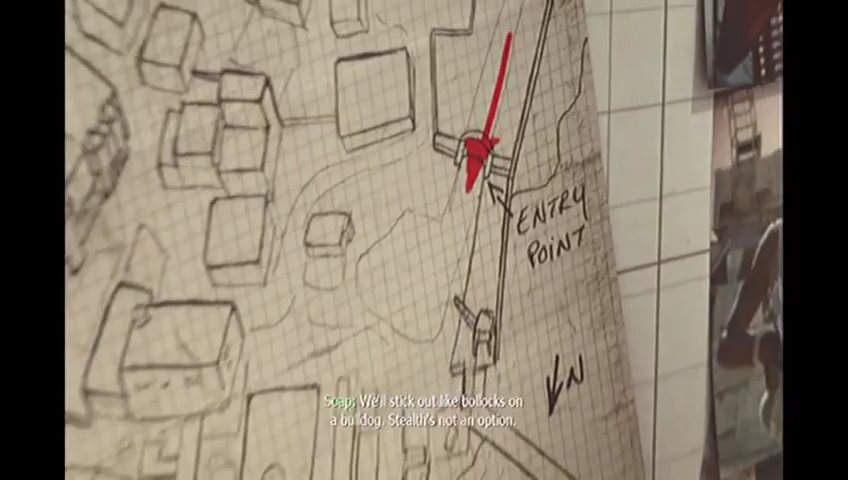 ENTRY
POINT
N
Soap: We'll stick out like bollocks on
a bulldog. Stealth's not an option.